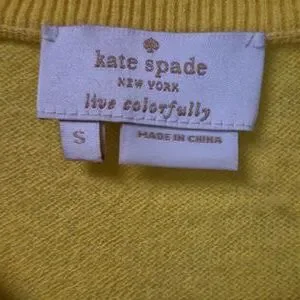 kate spade
NEW YORK
live colorfully
S
MADE IN CHINA